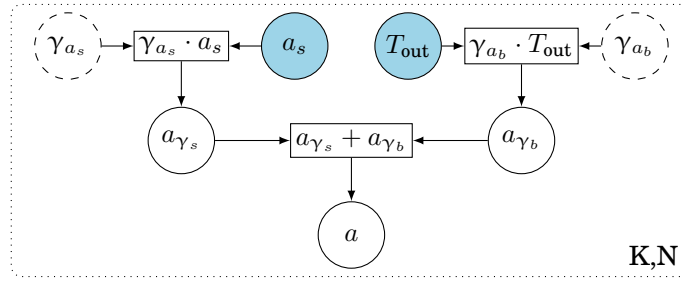 γ_{a_s} γ_{a_s} · a_s a_s T_out γ_{a_b} · T_out γ_{a_b}
a_{γ_s} a_{γ_s} + a_{γ_b} a_{γ_b}
a
K,N